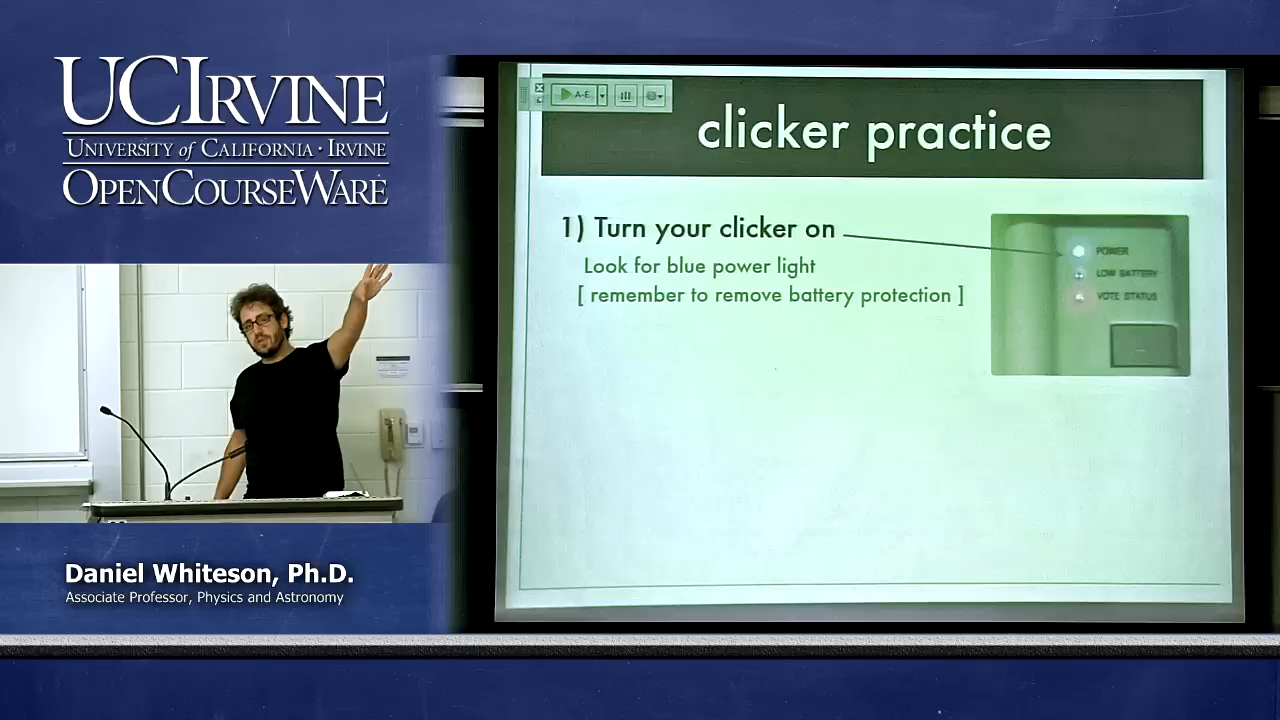 UCIRVINE
UNIVERSITY of CALIFORNIA · IRVINE
OPENCOURSEWARE
A-E
clicker practice
1) Turn your clicker on
Look for blue power light
[ remember to remove battery protection ]
POWER
LOW BATTERY
VOTE STATUS
Daniel Whiteson, Ph.D.
Associate Professor, Physics and Astronomy